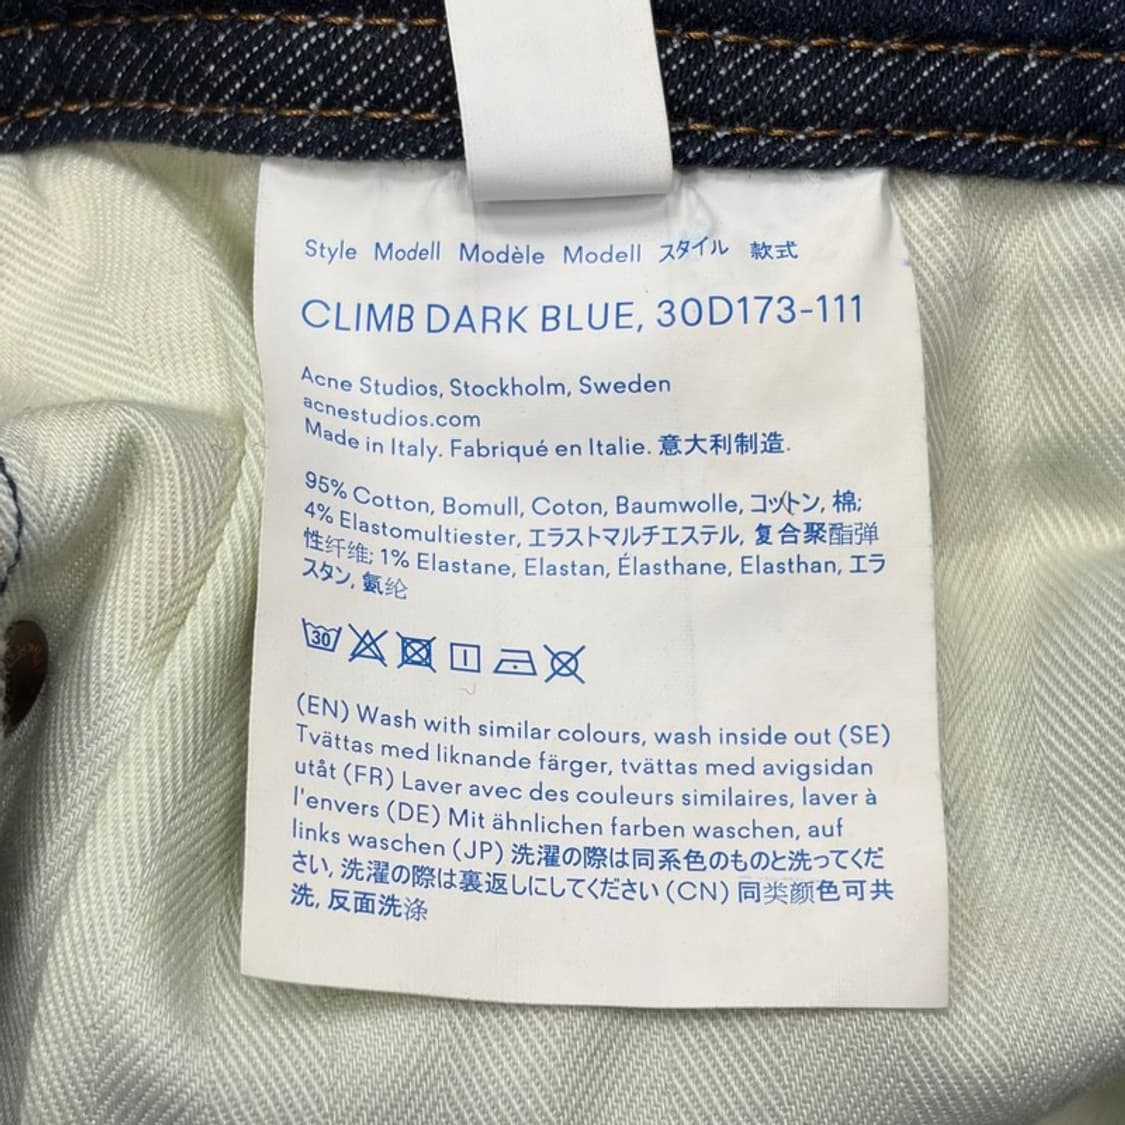 Style Modell Modèle Modell スタイル 款式
CLIMB DARK BLUE, 30D173-111
Acne Studios, Stockholm, Sweden
acnestudios.com
Made in Italy. Fabriqué en Italie. 意大利制造.
95% Cotton, Bomull, Coton, Baumwolle, コットン, 棉;
4% Elastomultiester, エラストマルチエステル, 复合聚酯弹
性纤维; 1% Elastane, Elastan, Élasthane, Elasthan, エラ
スタン, 氨纶
30
(EN) Wash with similar colours, wash inside out (SE)
Tvättas med liknande färger, tvättas med avigsidan
utåt (FR) Laver avec des couleurs similaires, laver à
l'envers (DE) Mit ähnlichen farben waschen, auf
links waschen (JP) 洗濯の際は同系色のものと洗ってくだ
さい, 洗濯の際は裏返しにしてください (CN) 同类颜色可共
洗, 反面洗涤